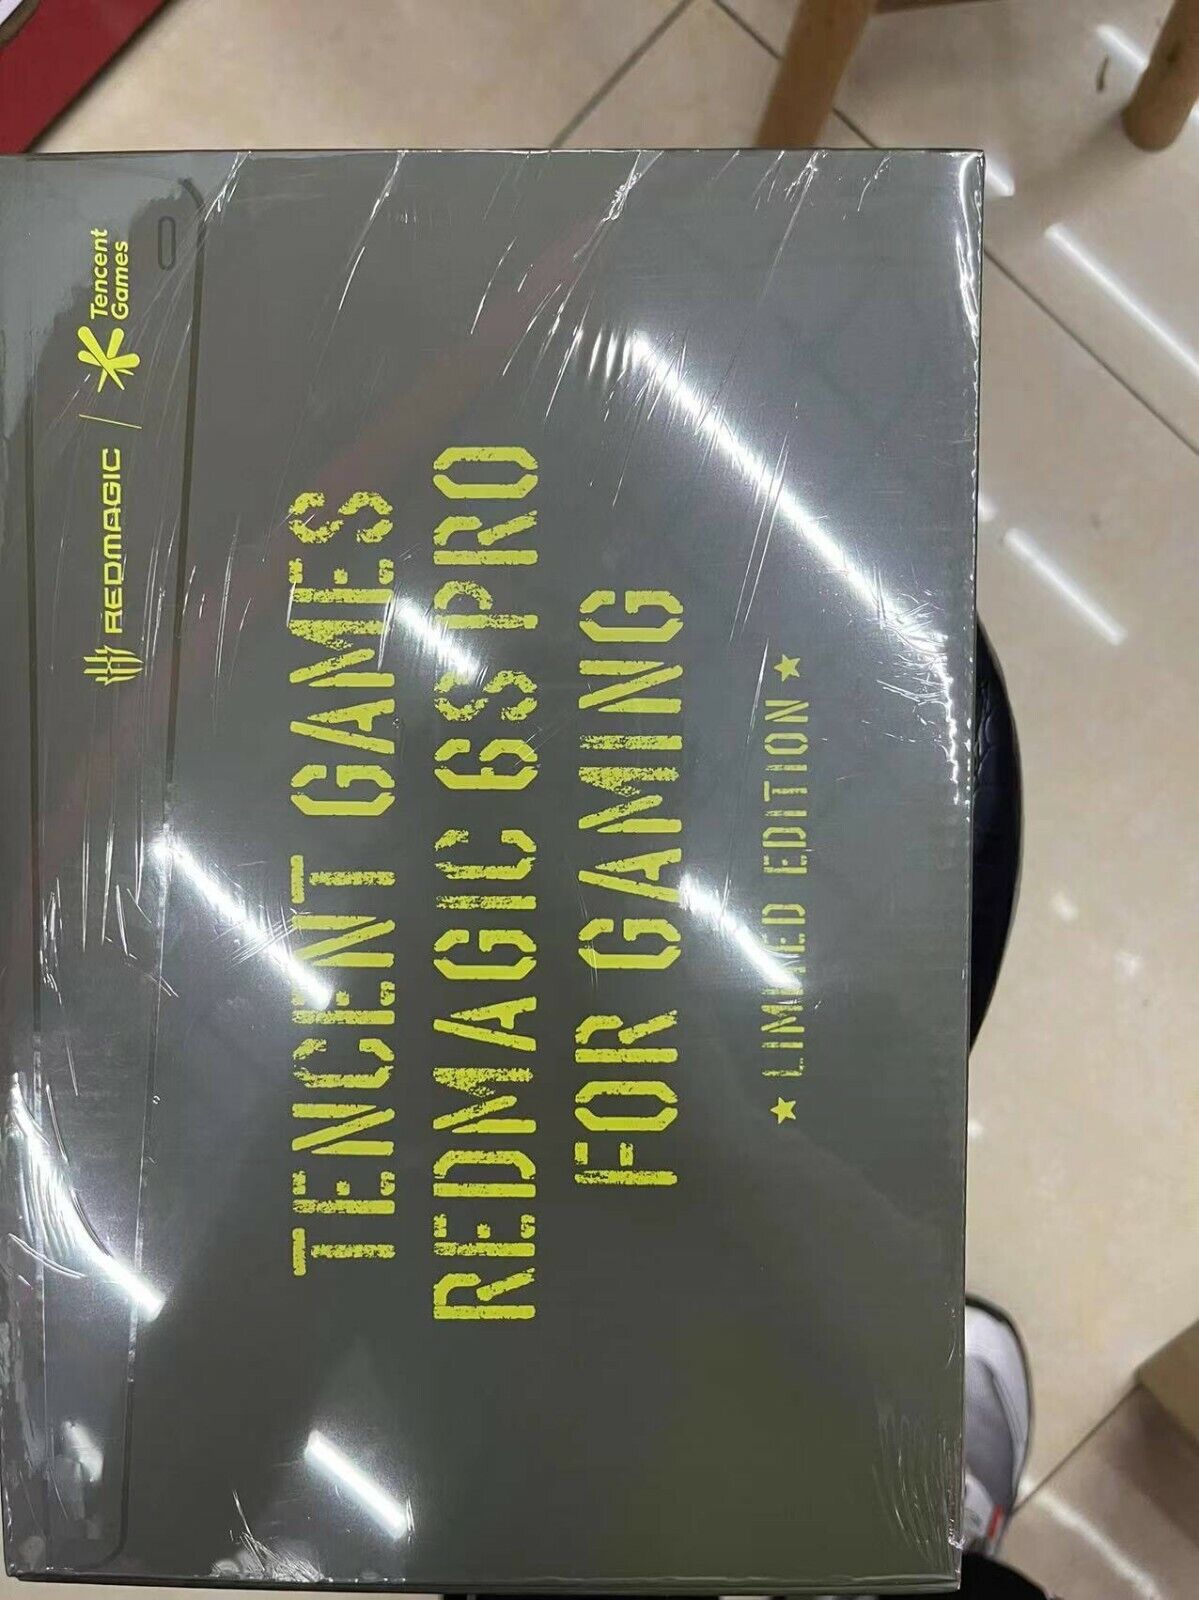 REDMAGIC | Tencent Games
TENCENT GAMES
REDMAGIC 6S PRO
FOR GAMING
★ LIMITED EDITION ★